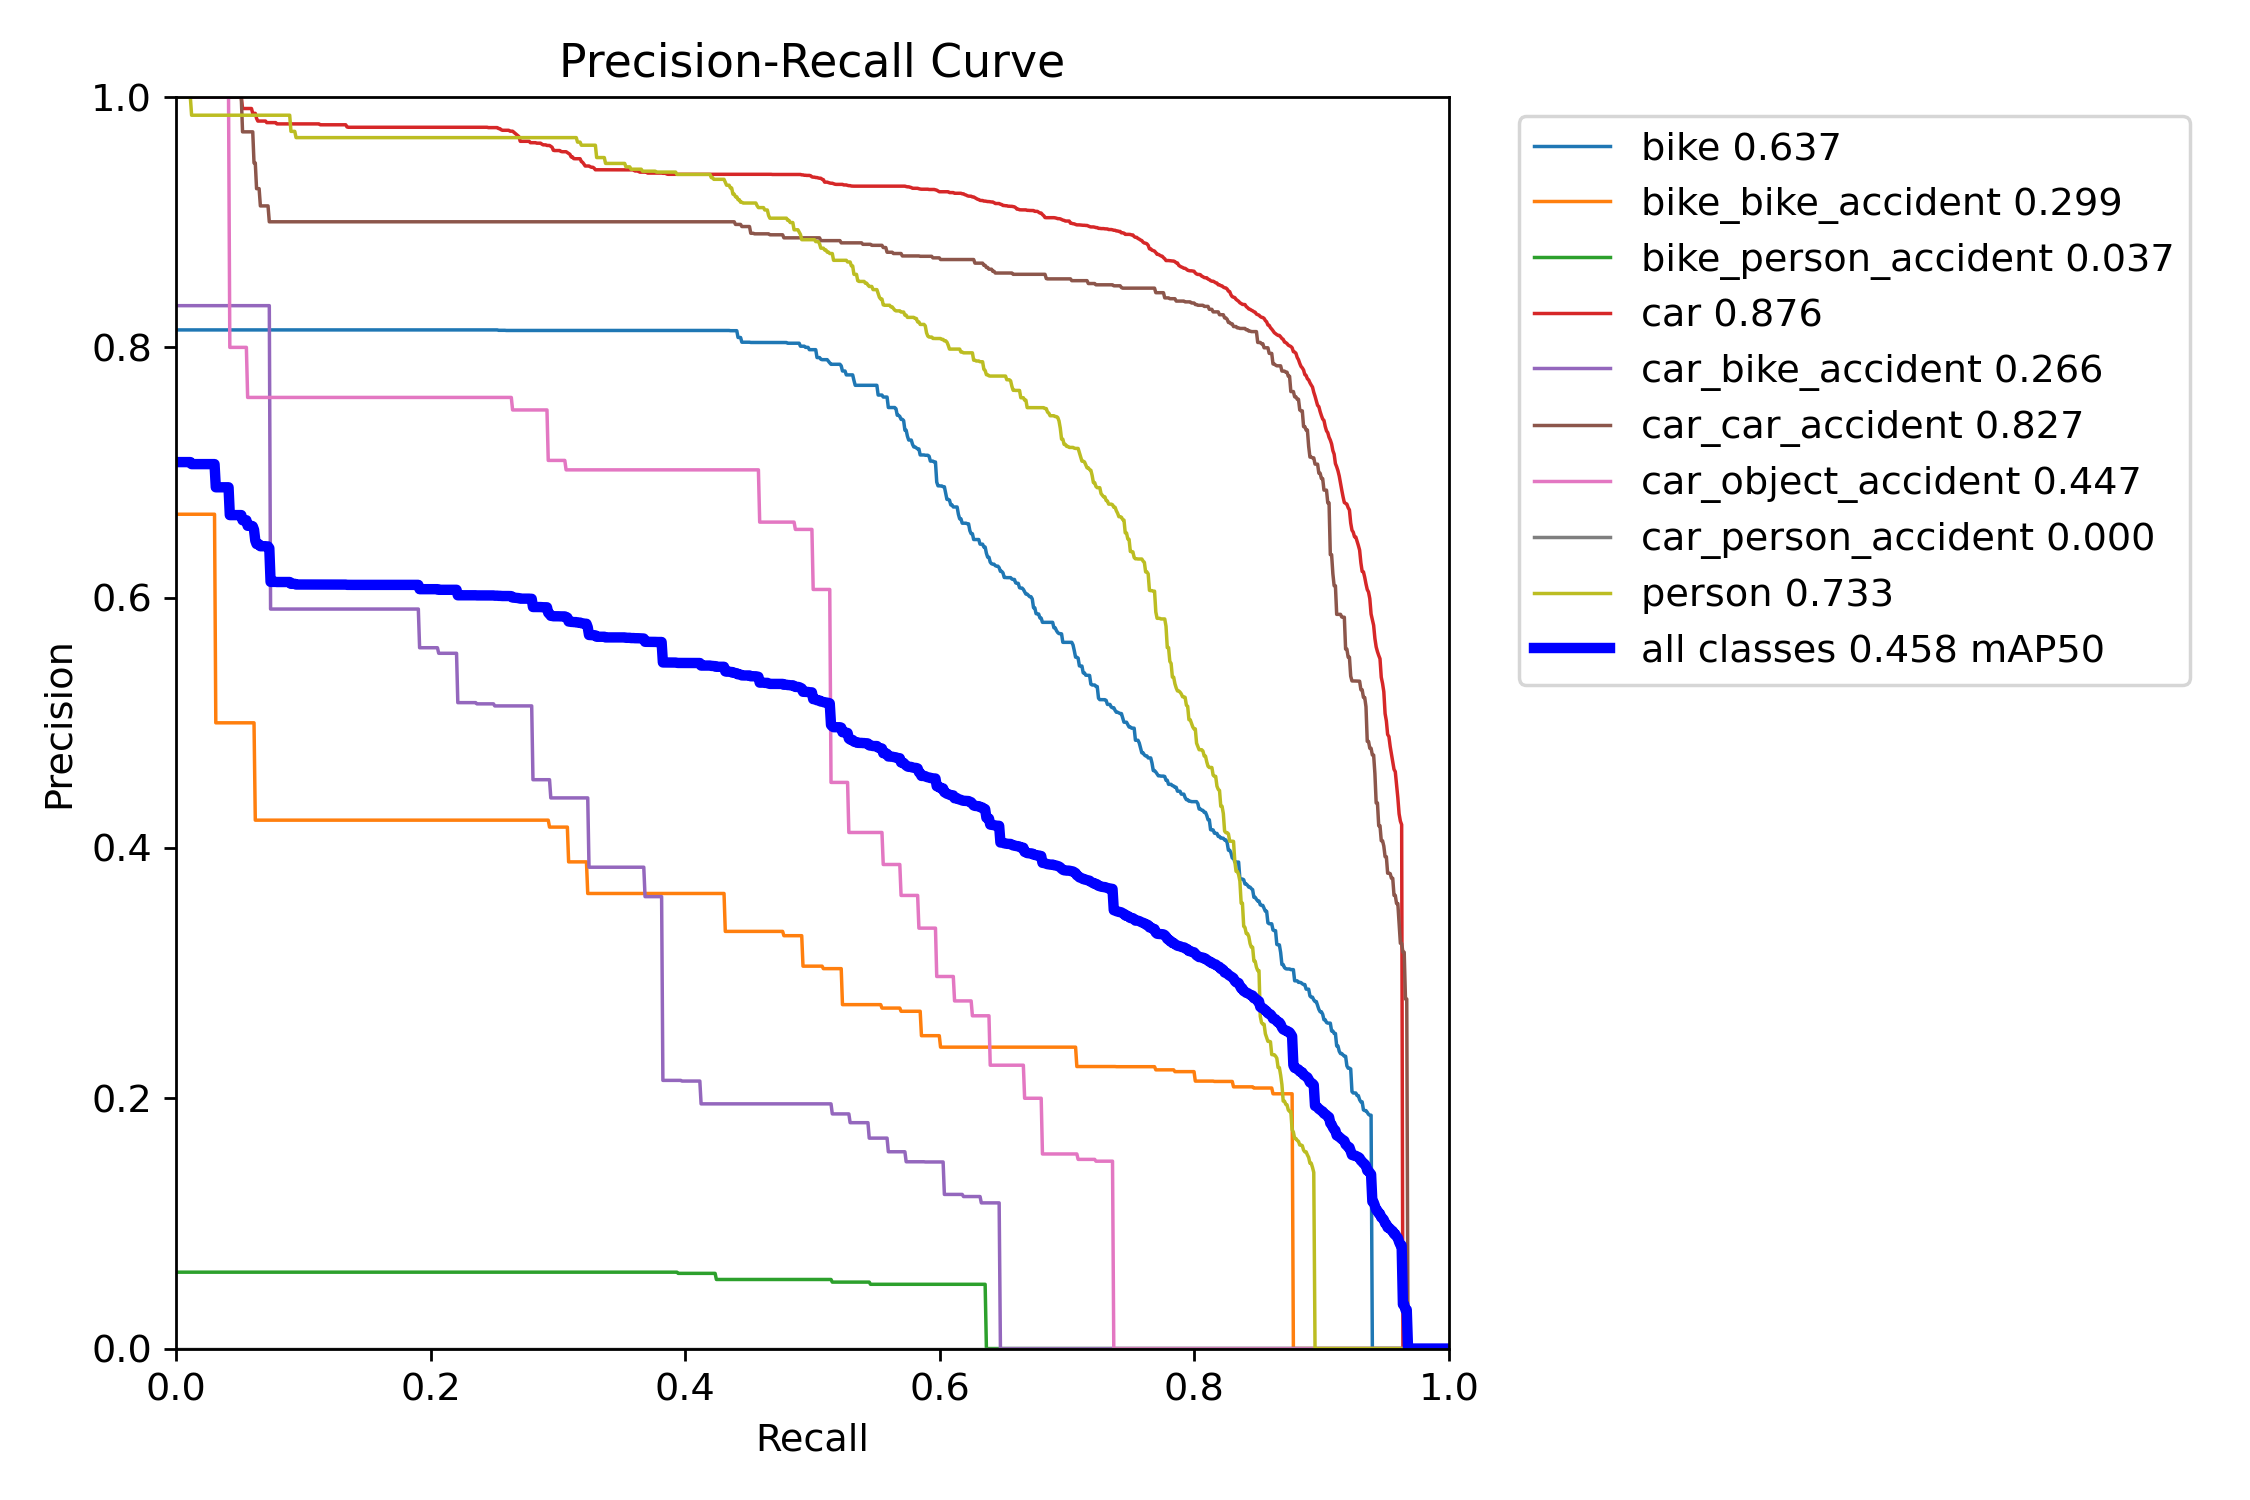 Precision-Recall Curve
1.0
0.8
0.6
0.4
0.2
0.0
Precision
0.0 0.2 0.4 0.6 0.8 1.0
Recall
bike 0.637
bike_bike_accident 0.299
bike_person_accident 0.037
car 0.876
car_bike_accident 0.266
car_car_accident 0.827
car_object_accident 0.447
car_person_accident 0.000
person 0.733
all classes 0.458 mAP50